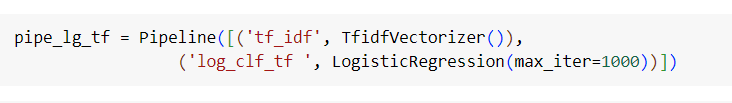 pipe_lg_tf = Pipeline([('tf_idf', TfidfVectorizer()),
('log_clf_tf ', LogisticRegression(max_iter=1000))])